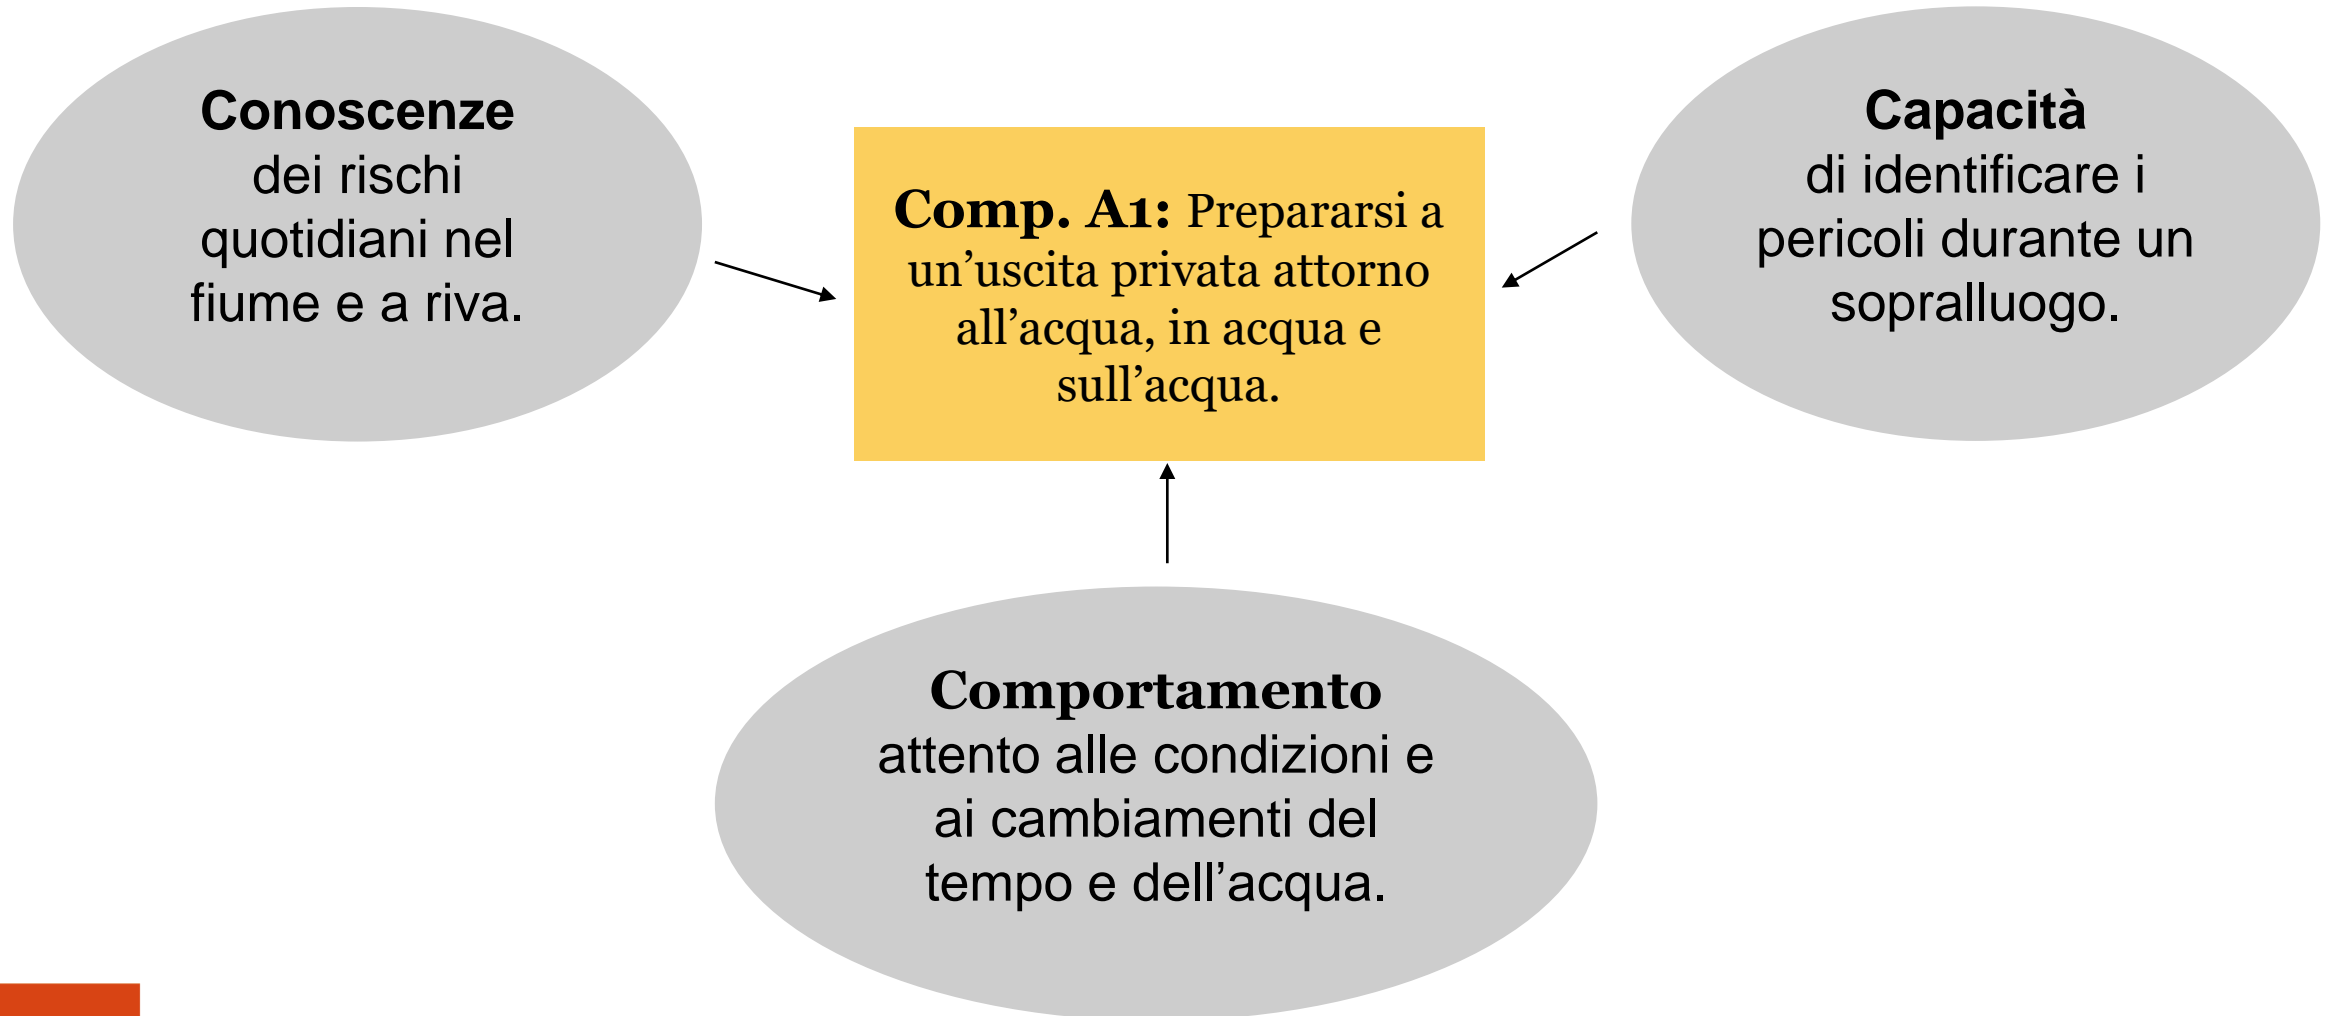 Conoscenze
dei rischi
quotidiani nel
fiume e a riva.
Comp. A1: Prepararsi a
un’uscita privata attorno
all’acqua, in acqua e
sull’acqua.
Capacità
di identificare i
pericoli durante un
sopralluogo.
Comportamento
attento alle condizioni e
ai cambiamenti del
tempo e dell’acqua.